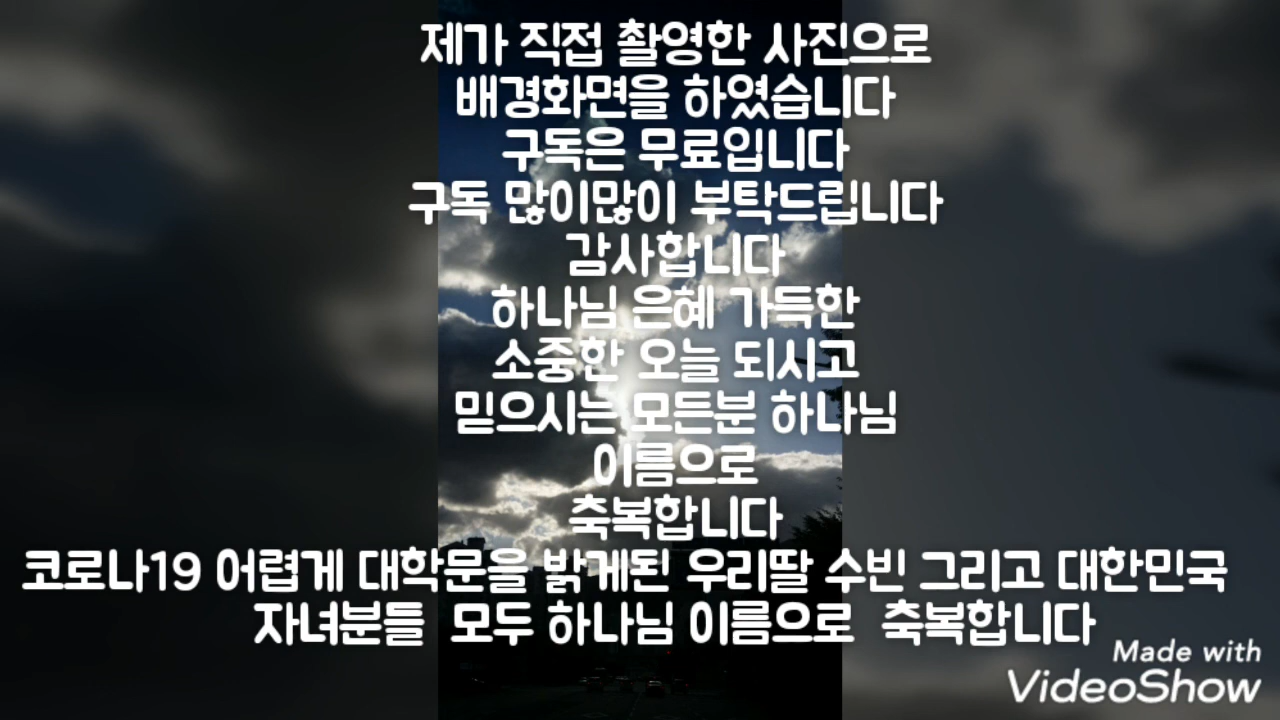 제가 직접 촬영한 사진으로
배경화면을 하였습니다
구독은 무료입니다
구독 많이많이 부탁드립니다
감사합니다
하나님 은혜 가득한
소중한 오늘 되시고
믿으시는 모든분 하나님
이름으로
축복합니다
코로나19 어렵게 대학문을 밝게된 우리딸 수빈 그리고 대한민국
자녀분들 모두 하나님 이름으로 축복합니다
Made with
VideoShow